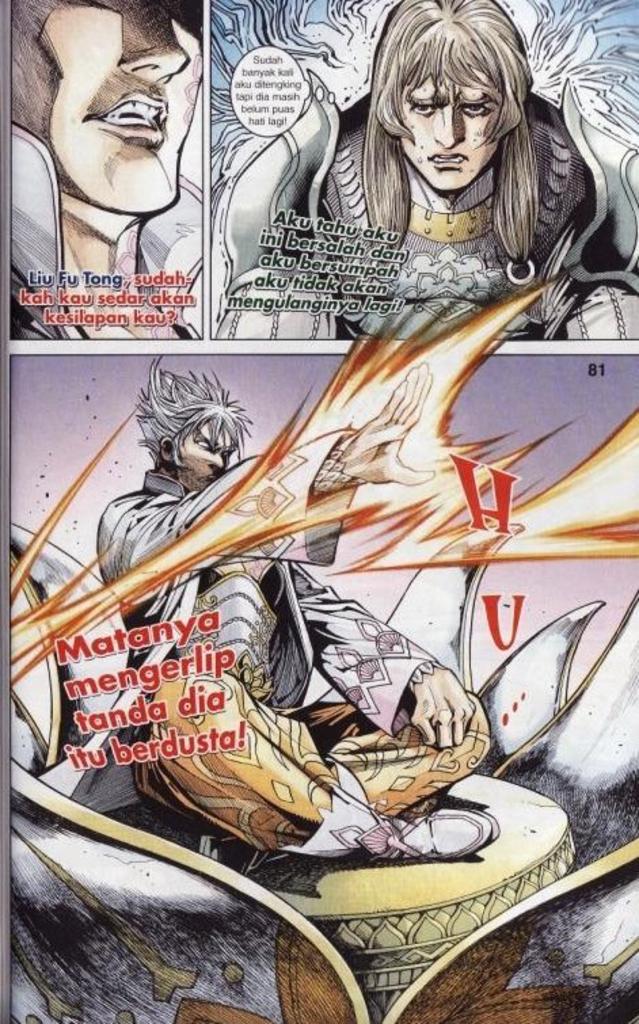 Liu Fu Tong, sudah-
kah kau sedar akan
kesilapan kau?
Sudah
banyak kali
aku ditengking
tapi dia masih
belum puas
hati lagi!
Aku tahu aku
ini bersalah dan
aku bersumpah
aku tidak akan
mengulanginya lagi!
81
H
U
...
Matanya
mengerlip
tanda dia
itu berdusta!